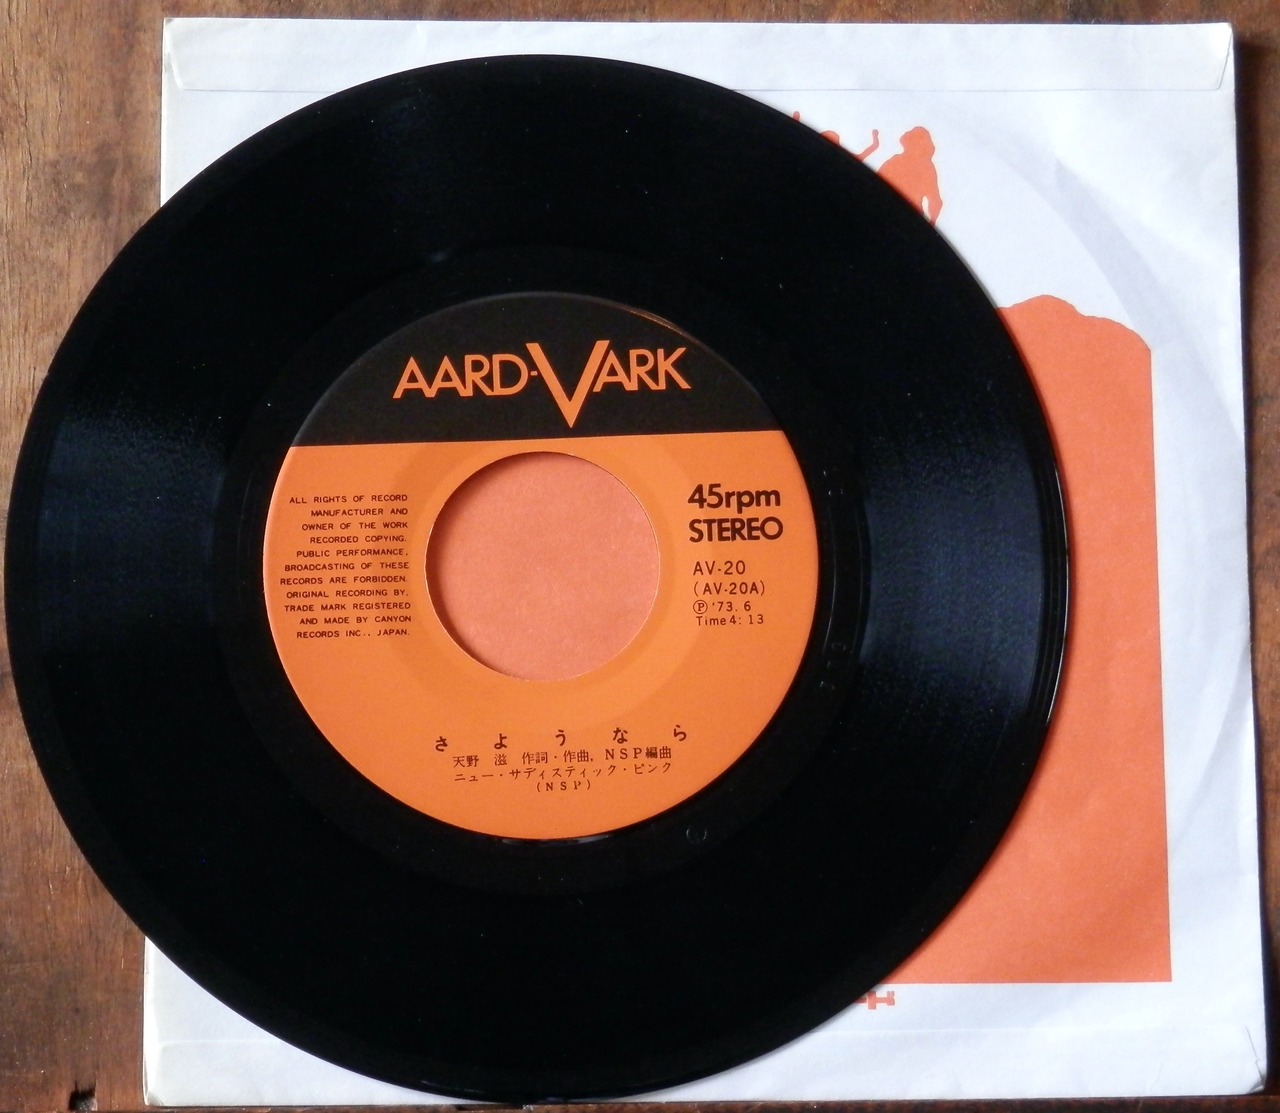 AARD-VARK
ALL RIGHTS OF RECORD
MANUFACTURER AND
OWNER OF THE WORK
RECORDED COPYING.
PUBLIC PERFORMANCE,
BROADCASTING OF THESE
RECORDS ARE FORBIDDEN.
ORIGINAL RECORDING BY.
TRADE MARK REGISTERED
AND MADE BY CANYON
RECORDS INC., JAPAN.
45rpm
STEREO
AV-20
(AV-20A)
Ⓟ '73. 6
Time 4:13
さようなら
天野 滋 作詞・作曲, NSP編曲
ニュー・サディスティック・ピンク
(NSP)